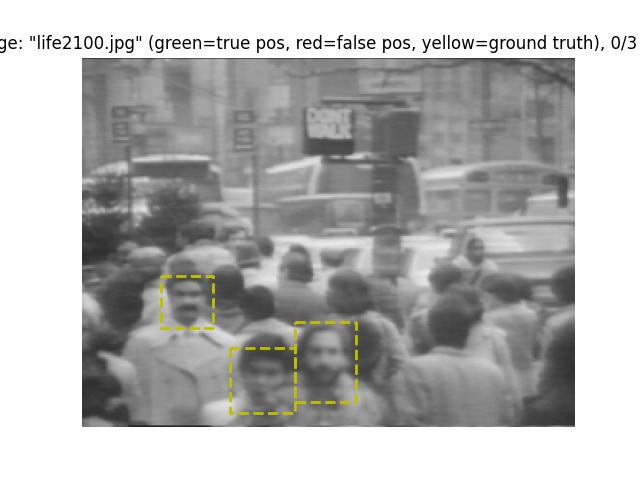 ge: "life2100.jpg" (green=true pos, red=false pos, yellow=ground truth), 0/3
DONT
WALK